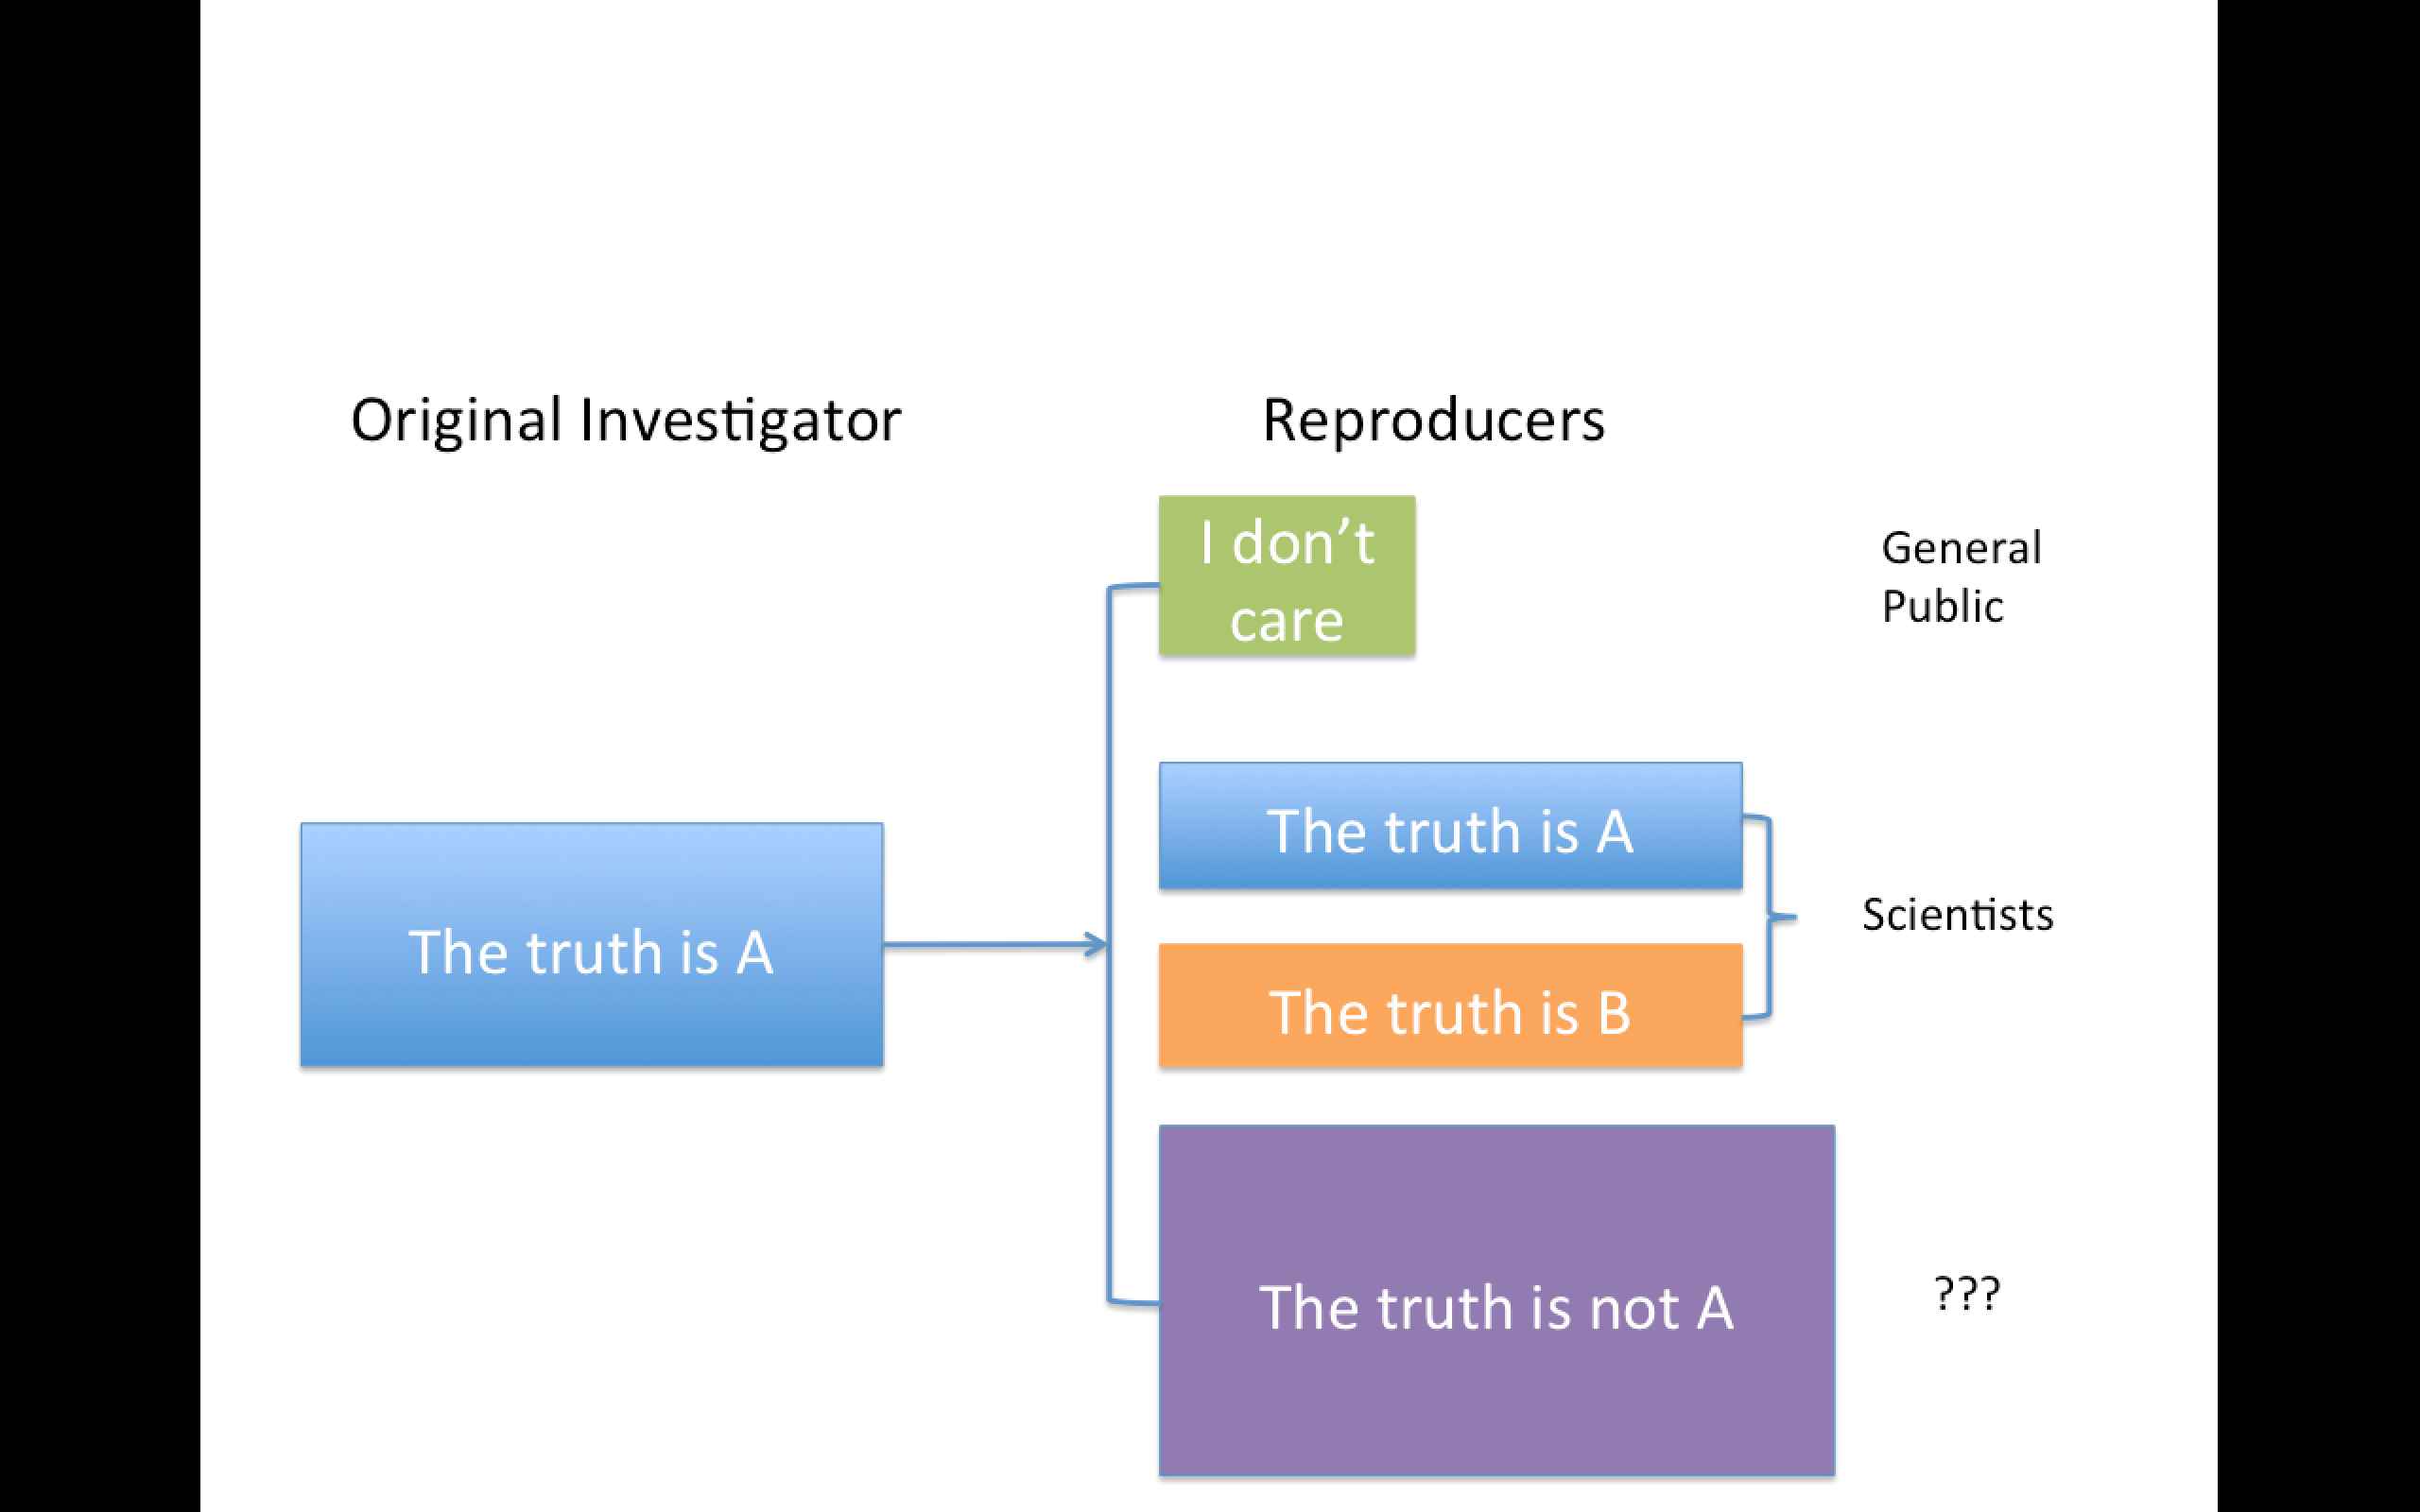 Original Investigator
Reproducers
I don’t
care
General
Public
The truth is A
The truth is A
Scientists
The truth is B
The truth is not A
???